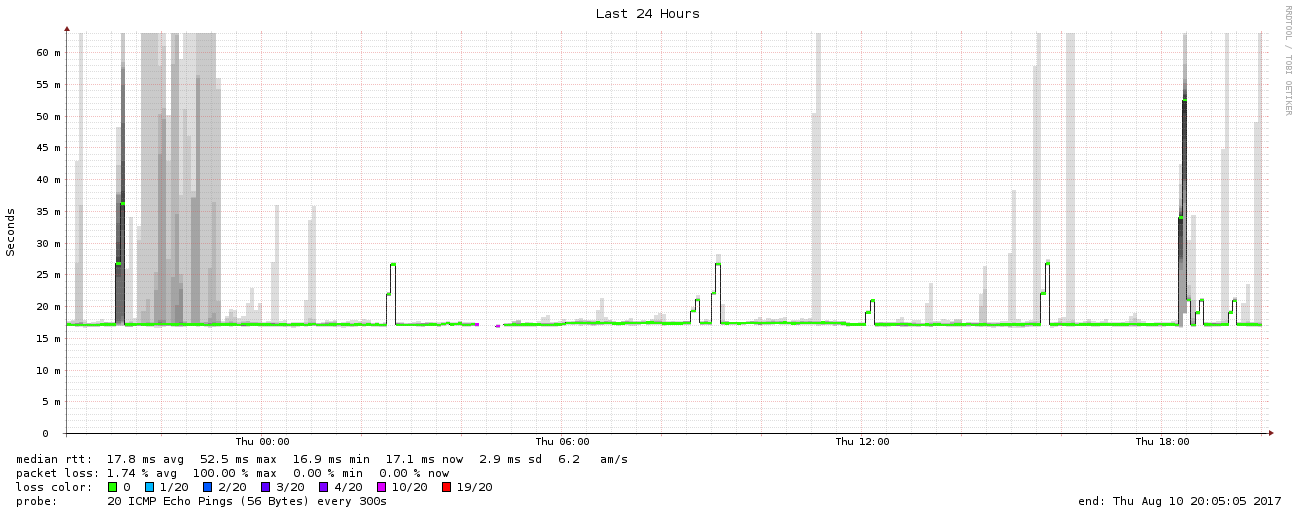 Last 24 Hours
RRDTOOL / TOBI OETIKER
Seconds
60 m
55 m
50 m
45 m
40 m
35 m
30 m
25 m
20 m
15 m
10 m
5 m
0
Thu 00:00 Thu 06:00 Thu 12:00 Thu 18:00
median rtt: 17.8 ms avg 52.5 ms max 16.9 ms min 17.1 ms now 2.9 ms sd 6.2 am/s
packet loss: 1.74 % avg 100.00 % max 0.00 % min 0.00 % now
loss color: 0 1/20 2/20 3/20 4/20 10/20 19/20
probe: 20 ICMP Echo Pings (56 Bytes) every 300s end: Thu Aug 10 20:05:05 2017